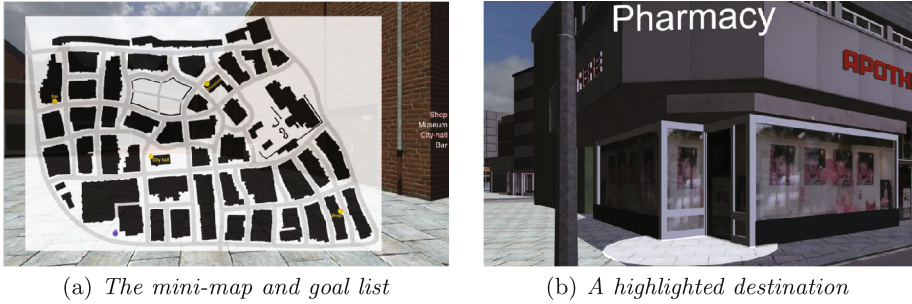 Shop
Museum
City-hall
Bar
City hall
Pharmacy
APOTH
(a) The mini-map and goal list
(b) A highlighted destination